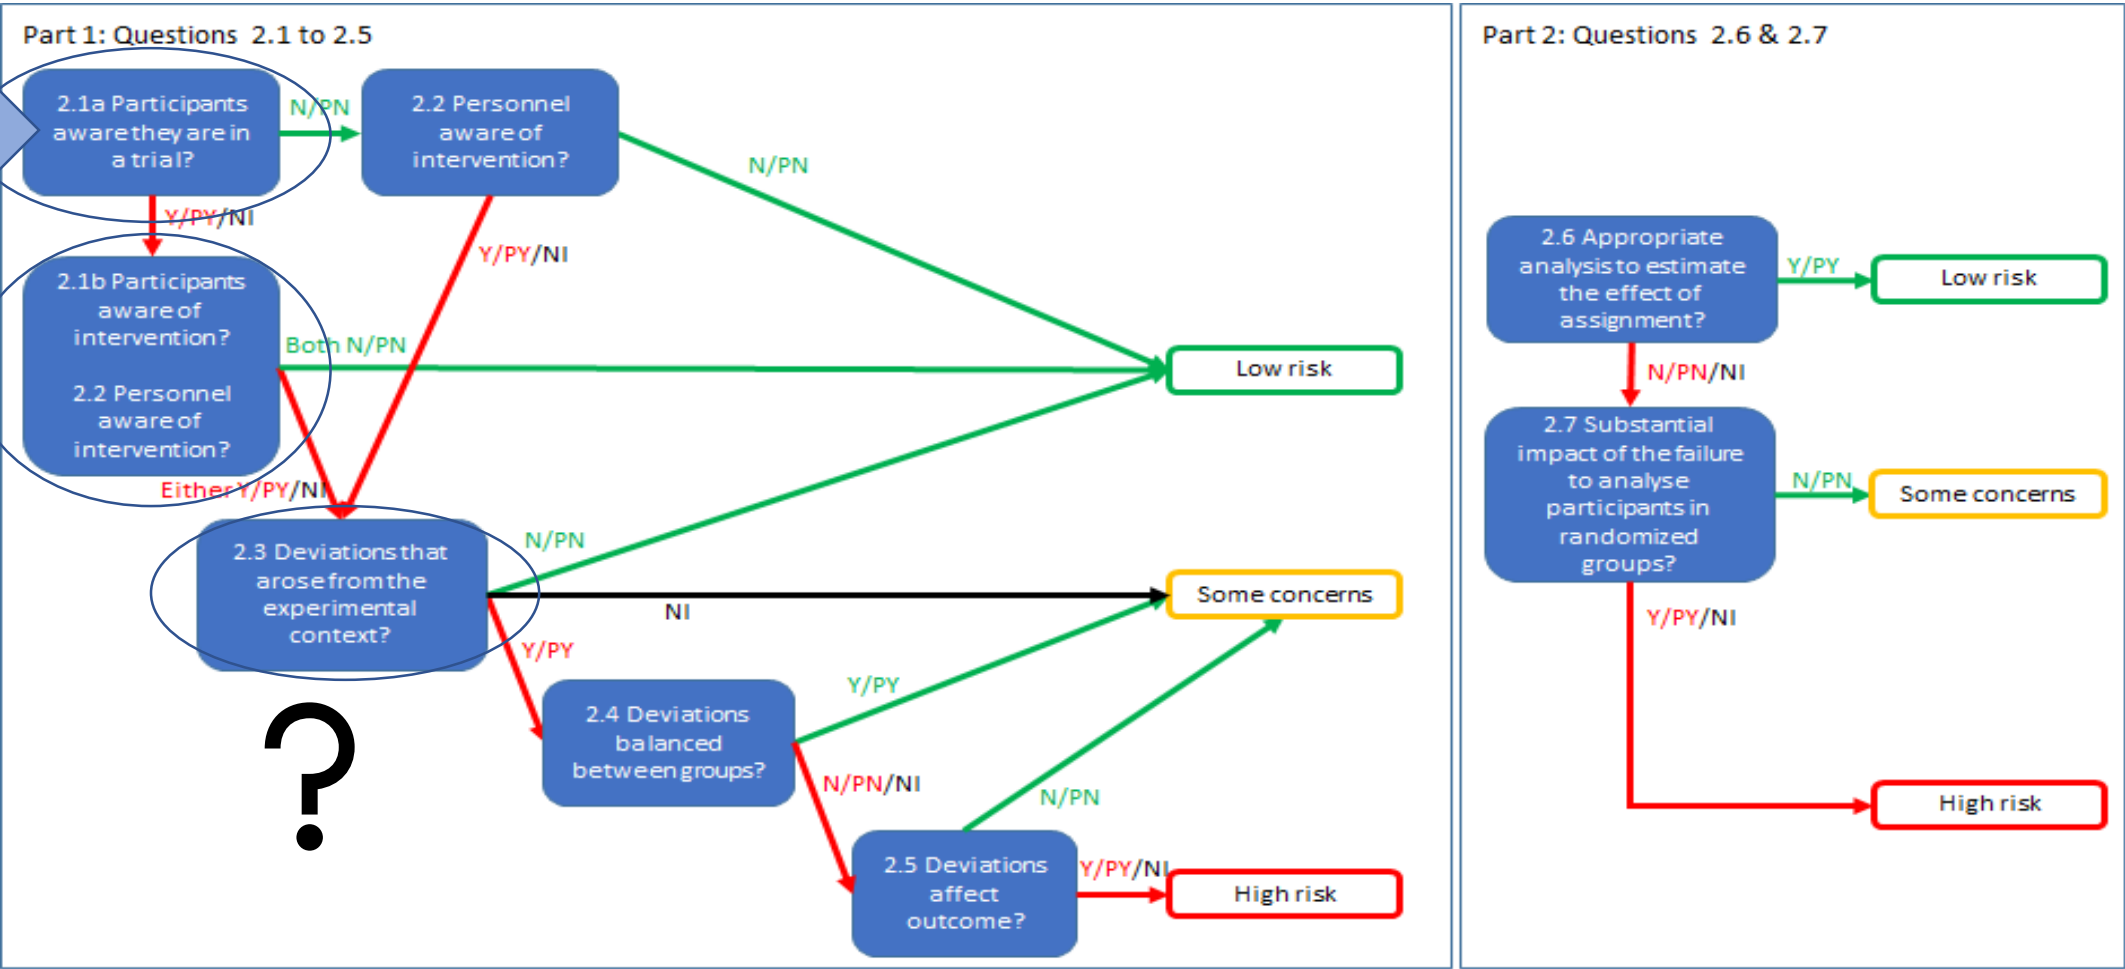 Part 1: Questions 2.1 to 2.5
2.1a Participants
aware they are in
a trial?
N/PN
2.2 Personnel
aware of
intervention?
N/PN
Y/PY/NI
Y/PY/NI
2.1b Participants
aware of
intervention?
2.2 Personnel
aware of
intervention?
Both N/PN
Low risk
Either Y/PY/NI
2.3 Deviations that
arose from the
experimental
context?
N/PN
NI
Some concerns
Y/PY
?
2.4 Deviations
balanced
between groups?
Y/PY
N/PN/NI
N/PN
2.5 Deviations
affect
outcome?
Y/PY/NI
High risk
Part 2: Questions 2.6 & 2.7
2.6 Appropriate
analysis to estimate
the effect of
assignment?
Y/PY
Low risk
N/PN/NI
2.7 Substantial
impact of the failure
to analyse
participants in
randomized
groups?
N/PN
Some concerns
Y/PY/NI
High risk